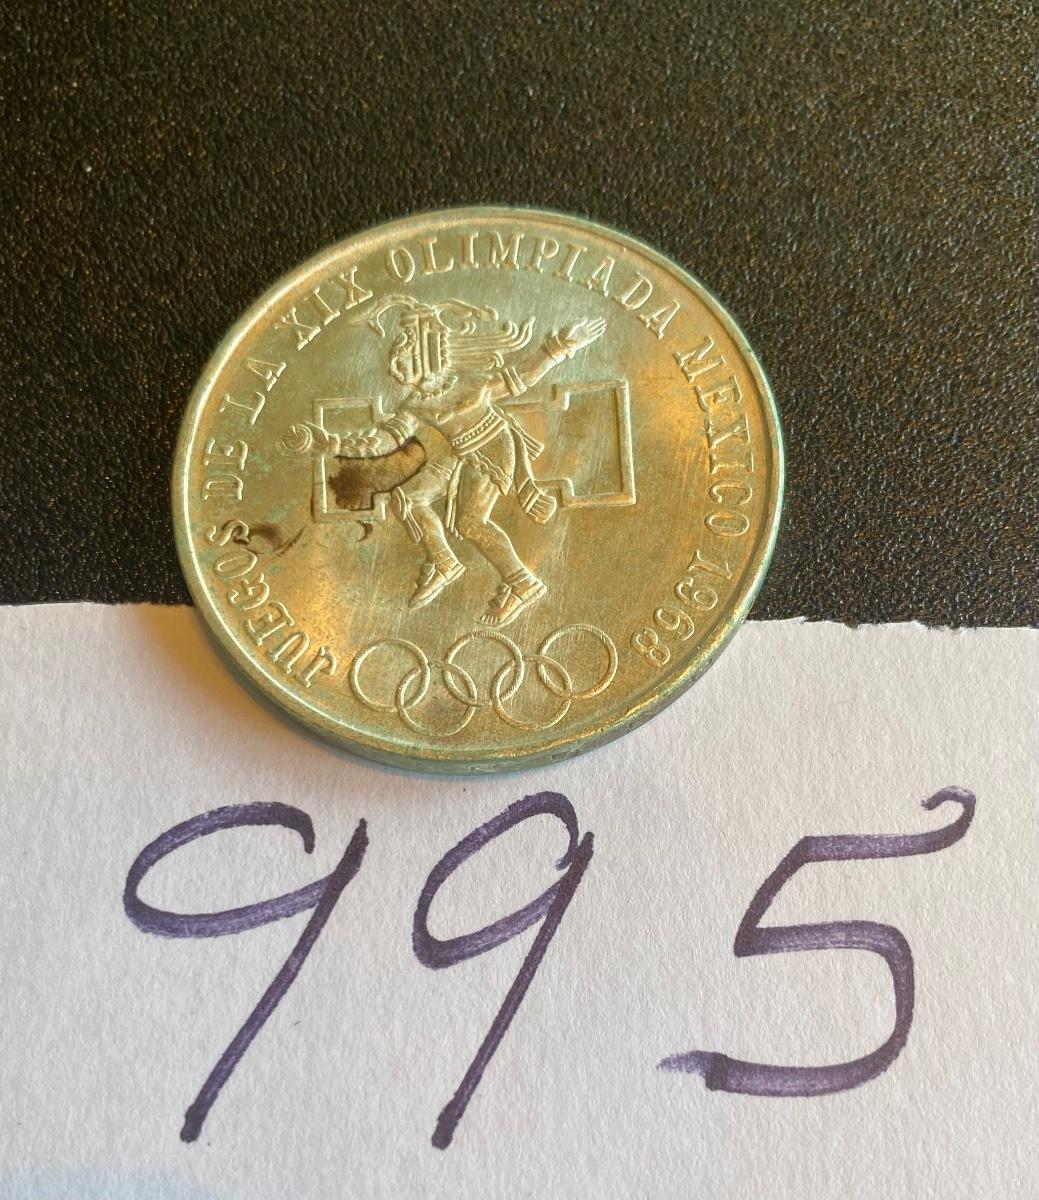 JUEGOS DE LA XIX OLIMPIADA MEXICO 1968
995